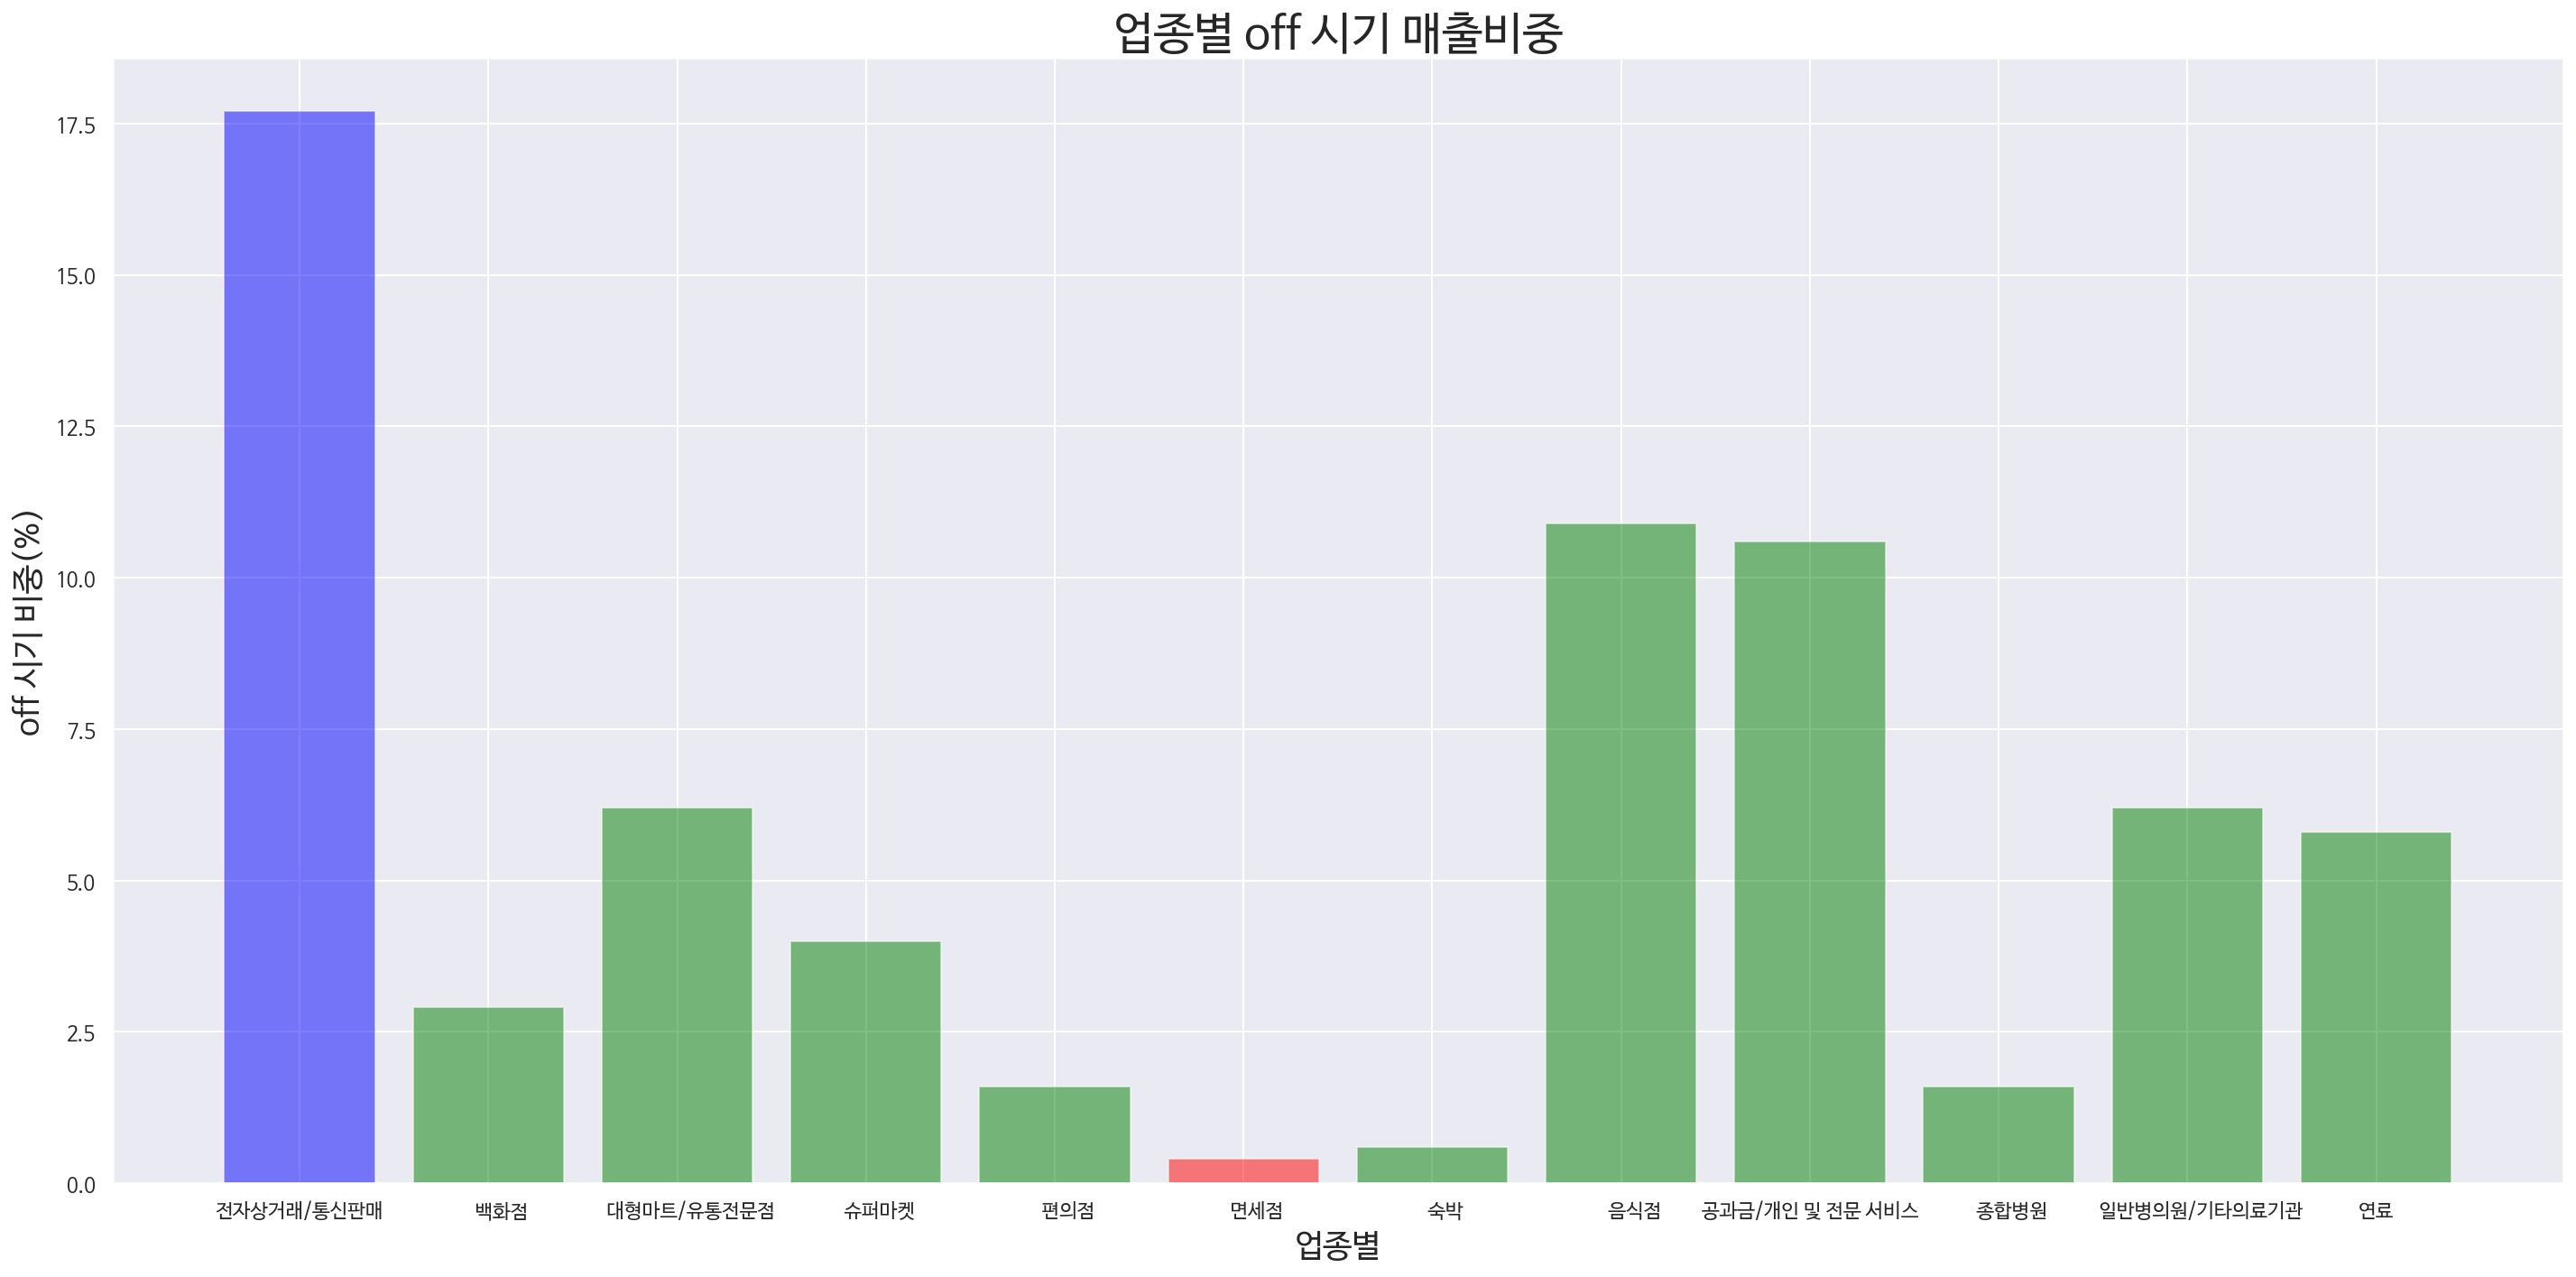 업종별 off 시기 매출비중
off 시기 비중(%)
17.5
15.0
12.5
10.0
7.5
5.0
2.5
0.0
전자상거래/통신판매 백화점 대형마트/유통전문점 슈퍼마켓 편의점 면세점 숙박 음식점 공과금/개인 및 전문 서비스 종합병원 일반병의원/기타의료기관 연료
업종별